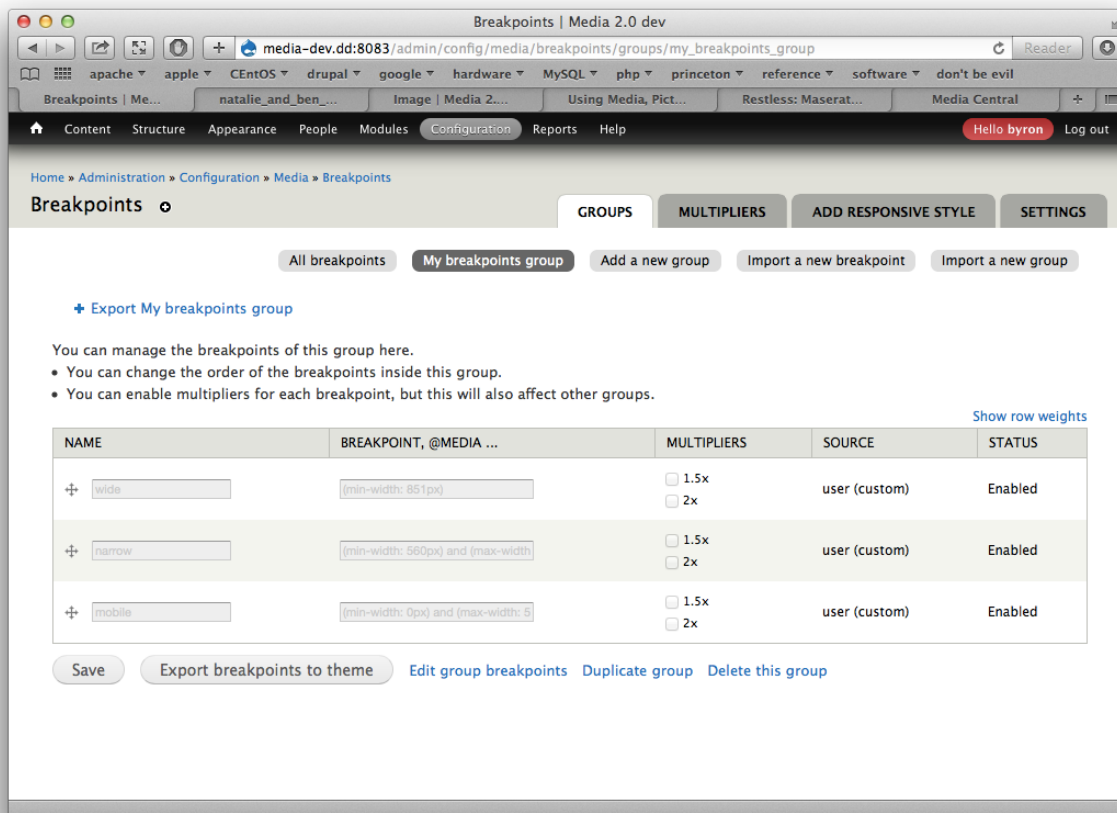 Breakpoints | Media 2.0 dev
media-dev.dd:8083/admin/config/media/breakpoints/groups/my_breakpoints_group
Reader
apache apple CEntOS drupal google hardware MySQL php princeton reference software don't be evil
Breakpoints | Me... natalie_and_ben_... Image | Media 2.... Using Media, Pict... Restless: Maserat... Media Central
Content Structure Appearance People Modules Configuration Reports Help Hello byron Log out
Home » Administration » Configuration » Media » Breakpoints
Breakpoints
GROUPS MULTIPLIERS ADD RESPONSIVE STYLE SETTINGS
All breakpoints My breakpoints group Add a new group Import a new breakpoint Import a new group
+ Export My breakpoints group
You can manage the breakpoints of this group here.
• You can change the order of the breakpoints inside this group.
• You can enable multipliers for each breakpoint, but this will also affect other groups.
Show row weights
NAME BREAKPOINT, @MEDIA ... MULTIPLIERS SOURCE STATUS
wide (min-width: 851px) 1.5x user (custom) Enabled
2x
narrow (min-width: 560px) and (max-width 1.5x user (custom) Enabled
2x
mobile (min-width: 0px) and (max-width: 5 1.5x user (custom) Enabled
2x
Save Export breakpoints to theme Edit group breakpoints Duplicate group Delete this group